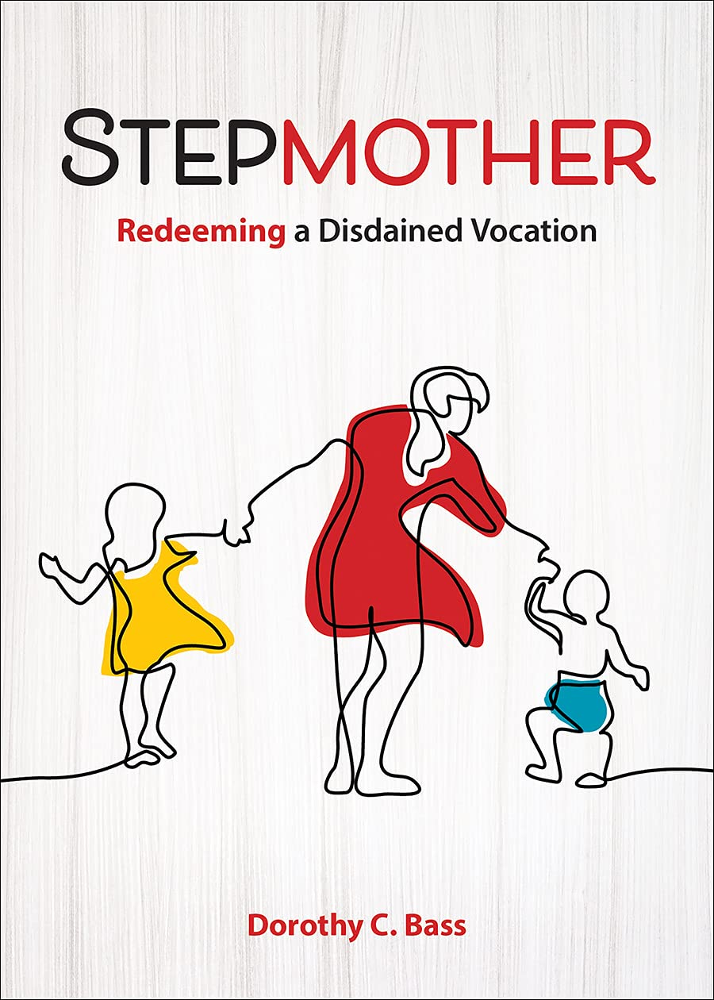 STEPMOTHER
Redeeming a Disdained Vocation
Dorothy C. Bass